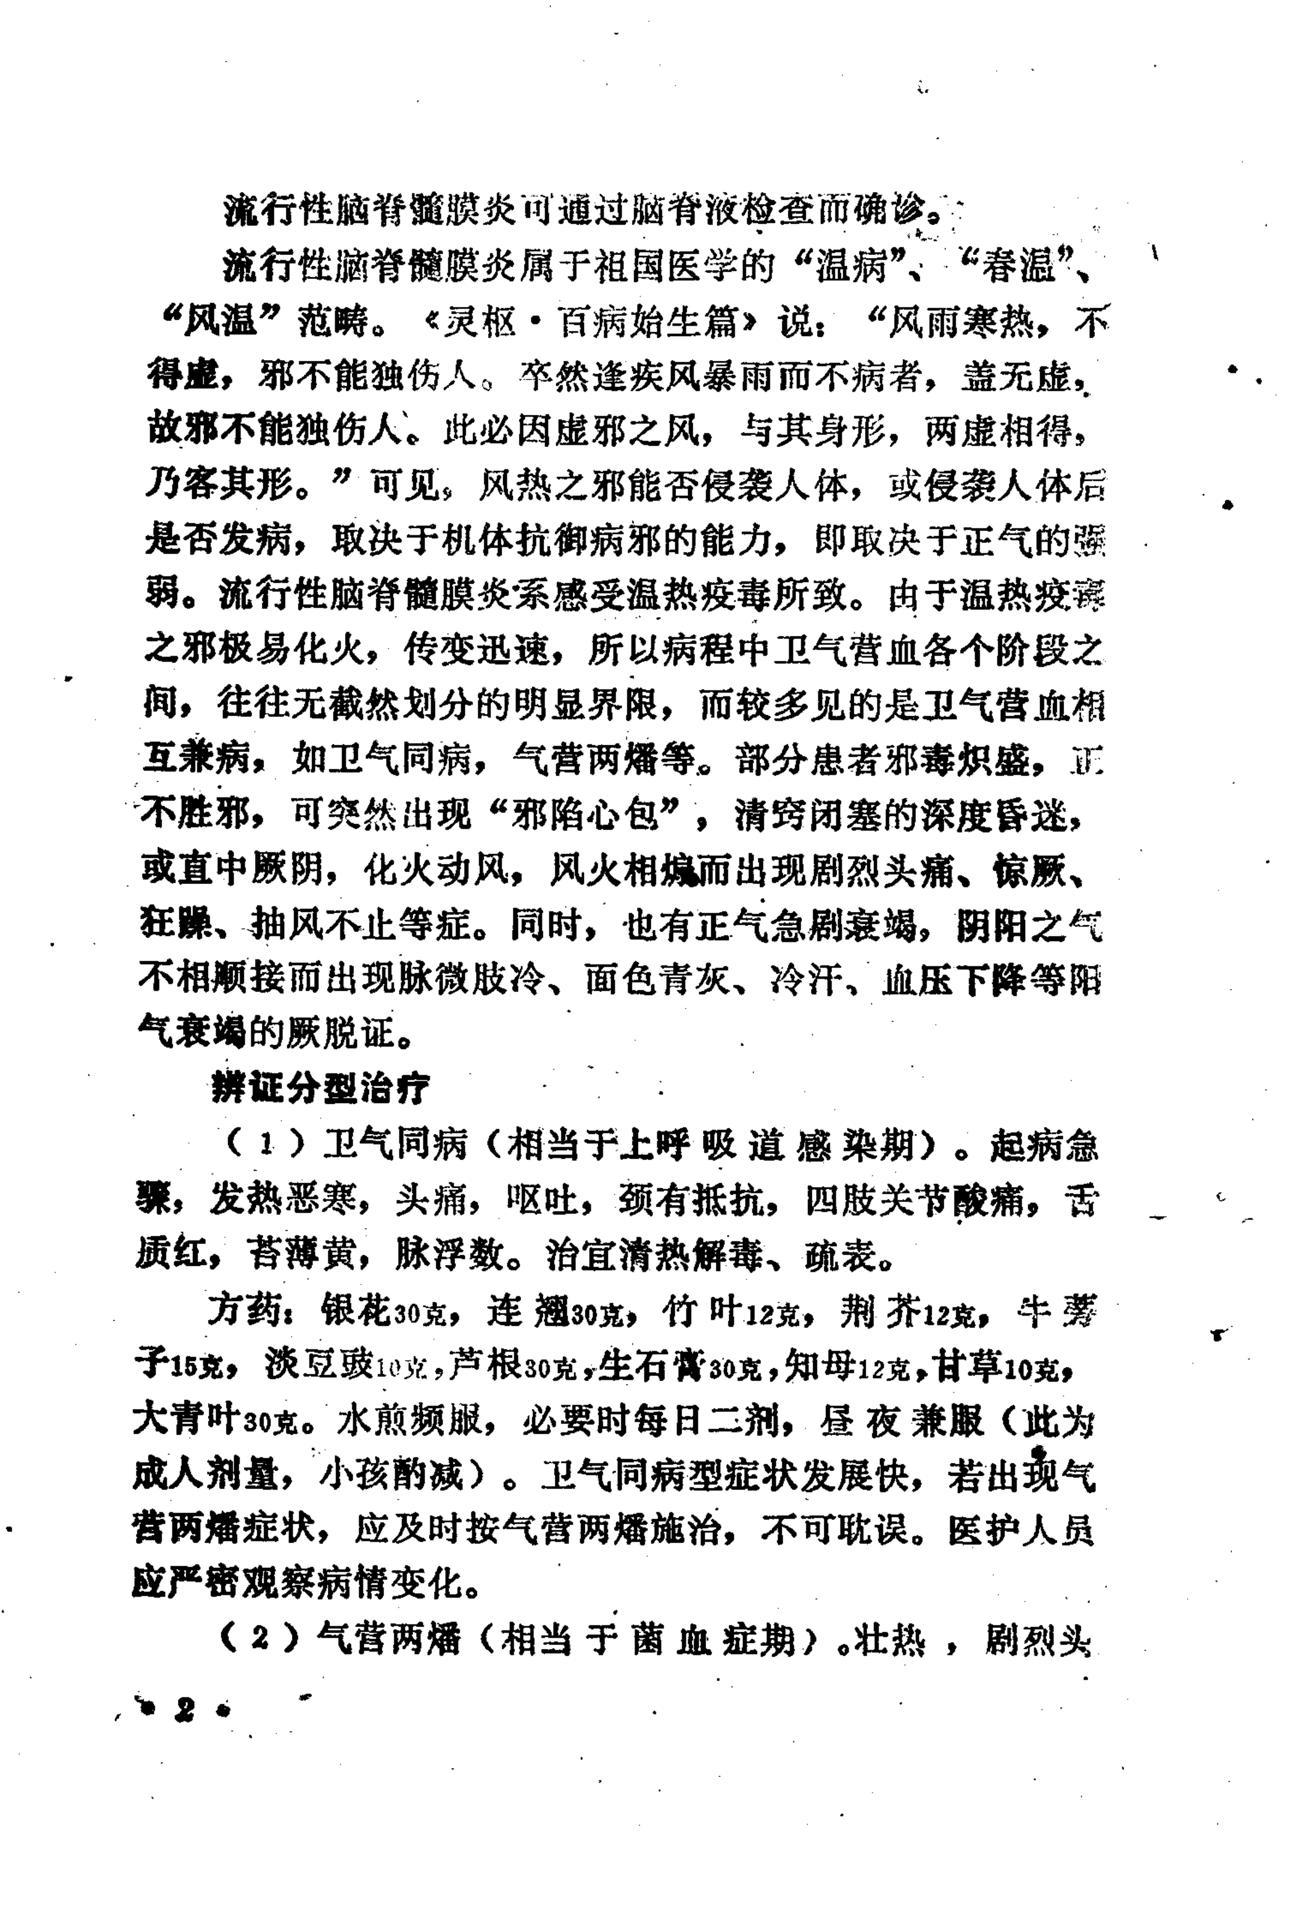 流行性脑脊髓膜炎可通过脑脊液检查而确诊。
流行性脑脊髓膜炎属于祖国医学的“温病”、“春温”、
“风温”范畴。《灵枢·百病始生篇》说：“风雨寒热，不
得虚，邪不能独伤人。卒然逢疾风暴雨而不病者，盖无虚，
故邪不能独伤人。此必因虚邪之风，与其身形，两虚相得，
乃客其形。”可见，风热之邪能否侵袭人体，或侵袭人体后
是否发病，取决于机体抗御病邪的能力，即取决于正气的强
弱。流行性脑脊髓膜炎系感受温热疫毒所致。由于温热疫毒
之邪极易化火，传变迅速，所以病程中卫气营血各个阶段之
间，往往无截然划分的明显界限，而较多见的是卫气营血相
互兼病，如卫气同病，气营两燔等。部分患者邪毒炽盛，正
不胜邪，可突然出现“邪陷心包”，清窍闭塞的深度昏迷，
或直中厥阴，化火动风，风火相煽而出现剧烈头痛、惊厥、
狂躁、抽风不止等症。同时，也有正气急剧衰竭，阴阳之气
不相顺接而出现脉微肢冷、面色青灰、冷汗、血压下降等阳
气衰竭的厥脱证。
辨证分型治疗
（1）卫气同病（相当于上呼吸道感染期）。起病急
骤，发热恶寒，头痛，呕吐，颈有抵抗，四肢关节酸痛，舌
质红，苔薄黄，脉浮数。治宜清热解毒、疏表。
方药：银花30克，连翘30克，竹叶12克，荆芥12克，牛蒡
子15克，淡豆豉10克，芦根30克，生石膏30克，知母12克，甘草10克，
大青叶30克。水煎频服，必要时每日二剂，昼夜兼服（此为
成人剂量，小孩酌减）。卫气同病型症状发展快，若出现气
营两燔症状，应及时按气营两燔施治，不可耽误。医护人员
应严密观察病情变化。
（2）气营两燔（相当于菌血症期）。壮热，剧烈头
·2·